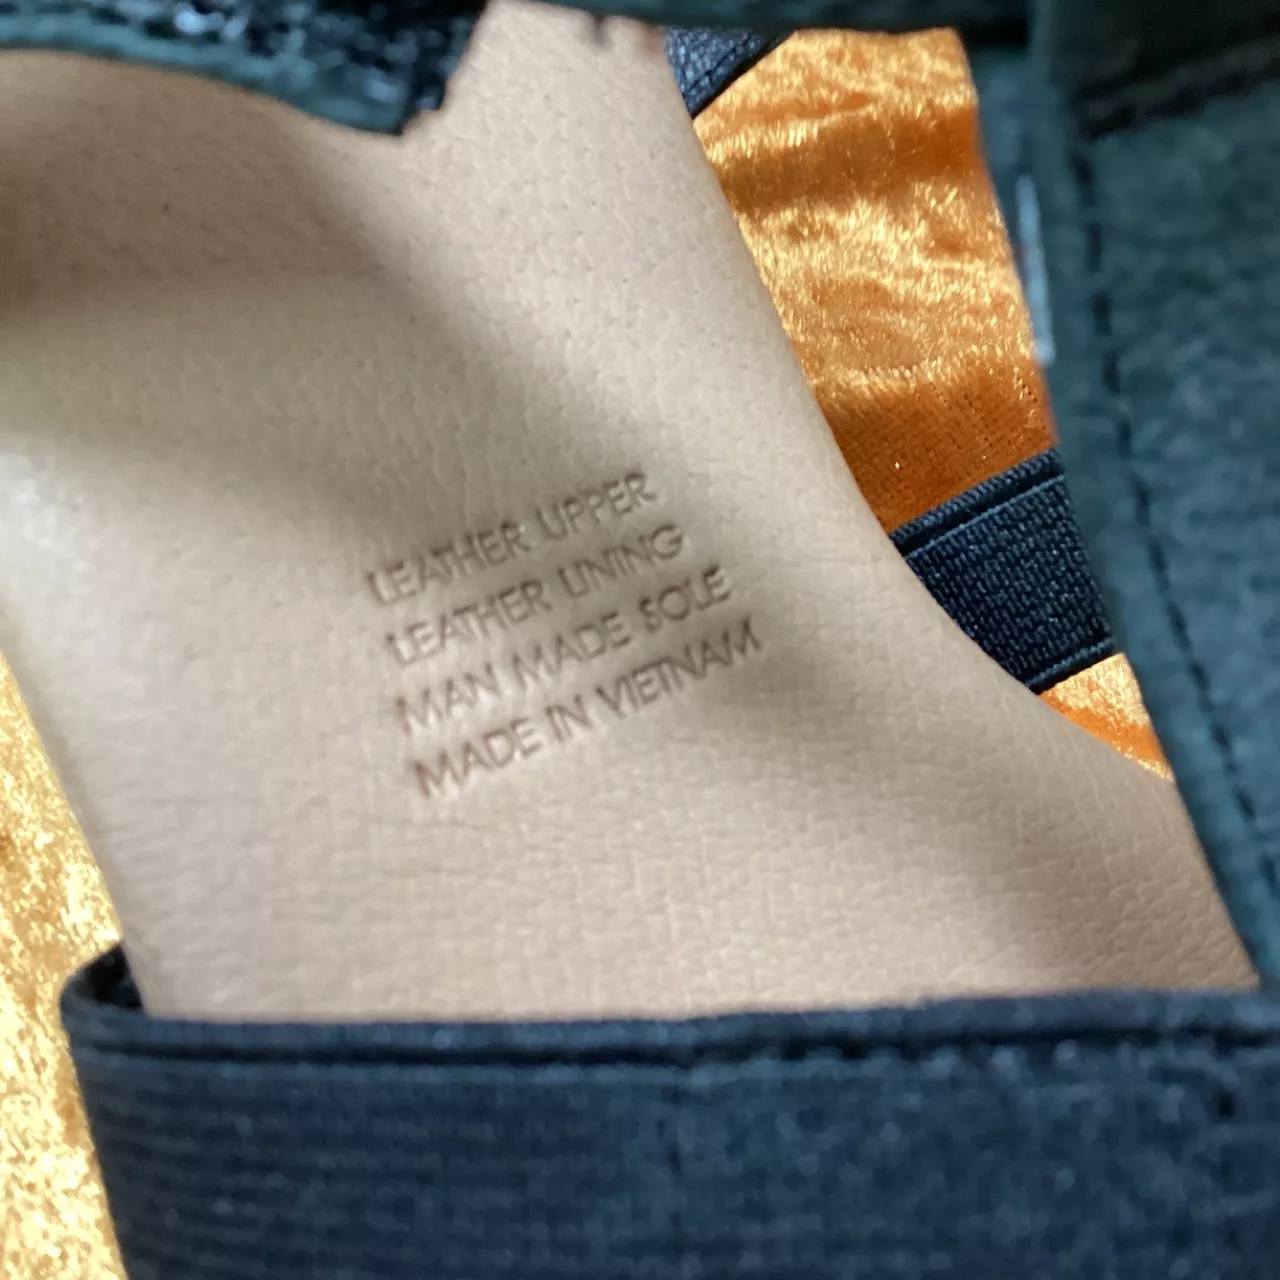 LEATHER UPPER
LEATHER LINING
MAN MADE SOLE
MADE IN VIETNAM